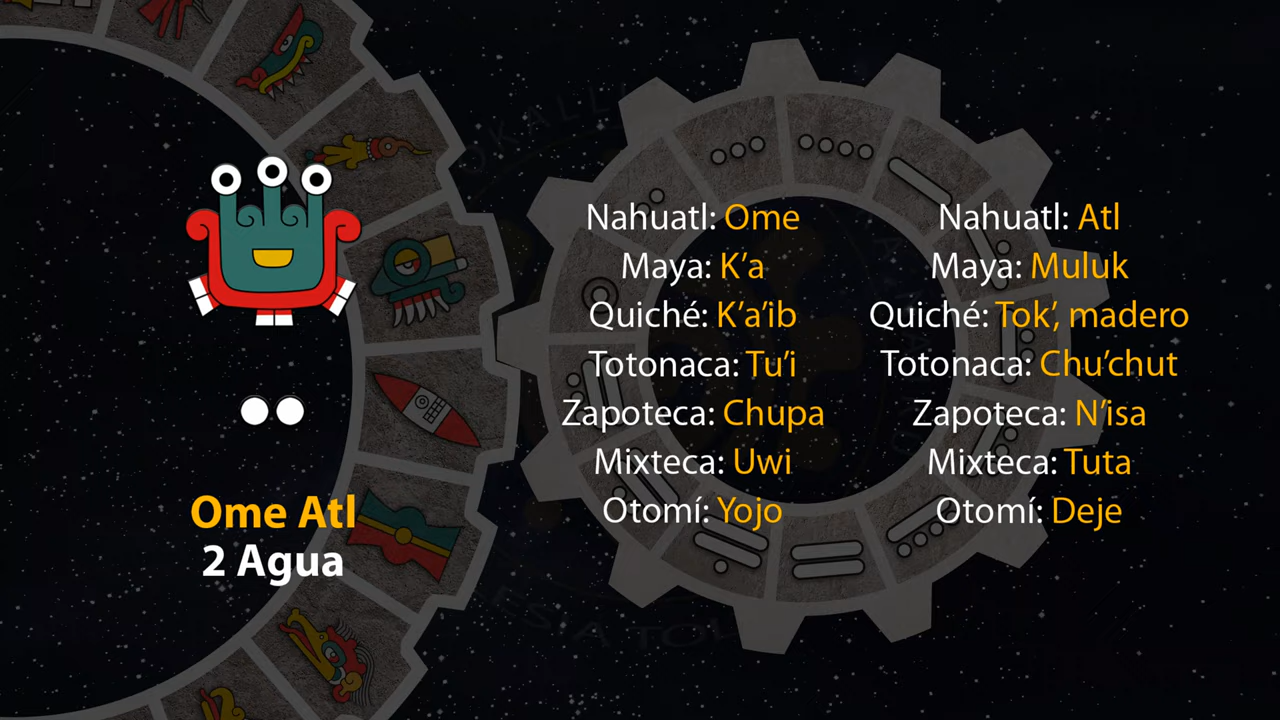 Nahuatl: Ome
Maya: K’a
Quiché: K’a’ib
Totonaca: Tu’i
Zapoteca: Chupa
Mixteca: Uwi
Otomí: Yojo
Nahuatl: Atl
Maya: Muluk
Quiché: Tok’, madero
Totonaca: Chu’chut
Zapoteca: N’isa
Mixteca: Tuta
Otomí: Deje
Ome Atl
2 Agua